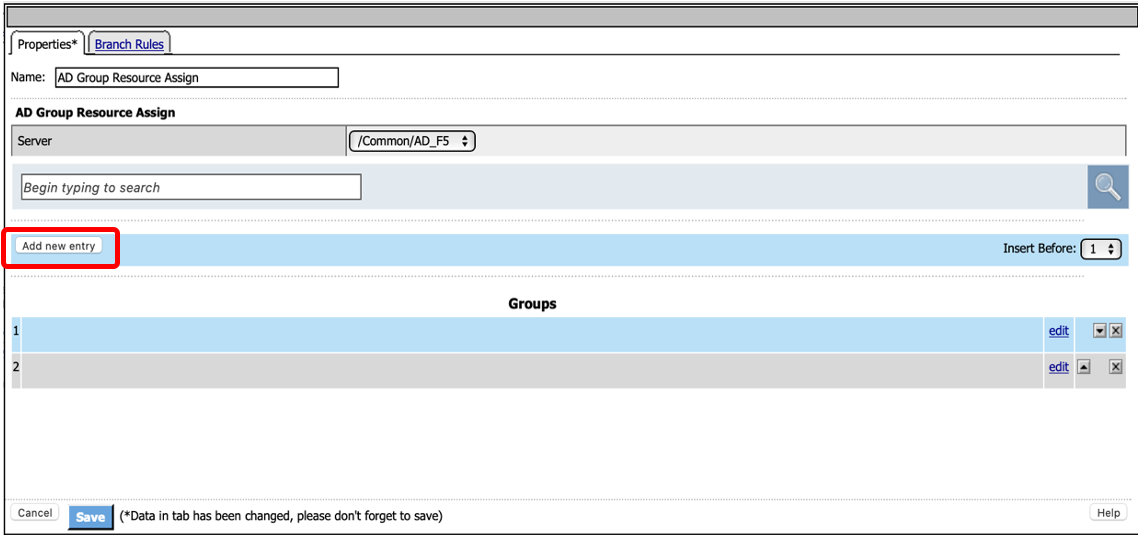 Properties* Branch Rules
Name: AD Group Resource Assign
AD Group Resource Assign
Server /Common/AD_F5
Begin typing to search
Add new entry Insert Before: 1
Groups
1 edit
2 edit
Cancel Save (*Data in tab has been changed, please don't forget to save) Help